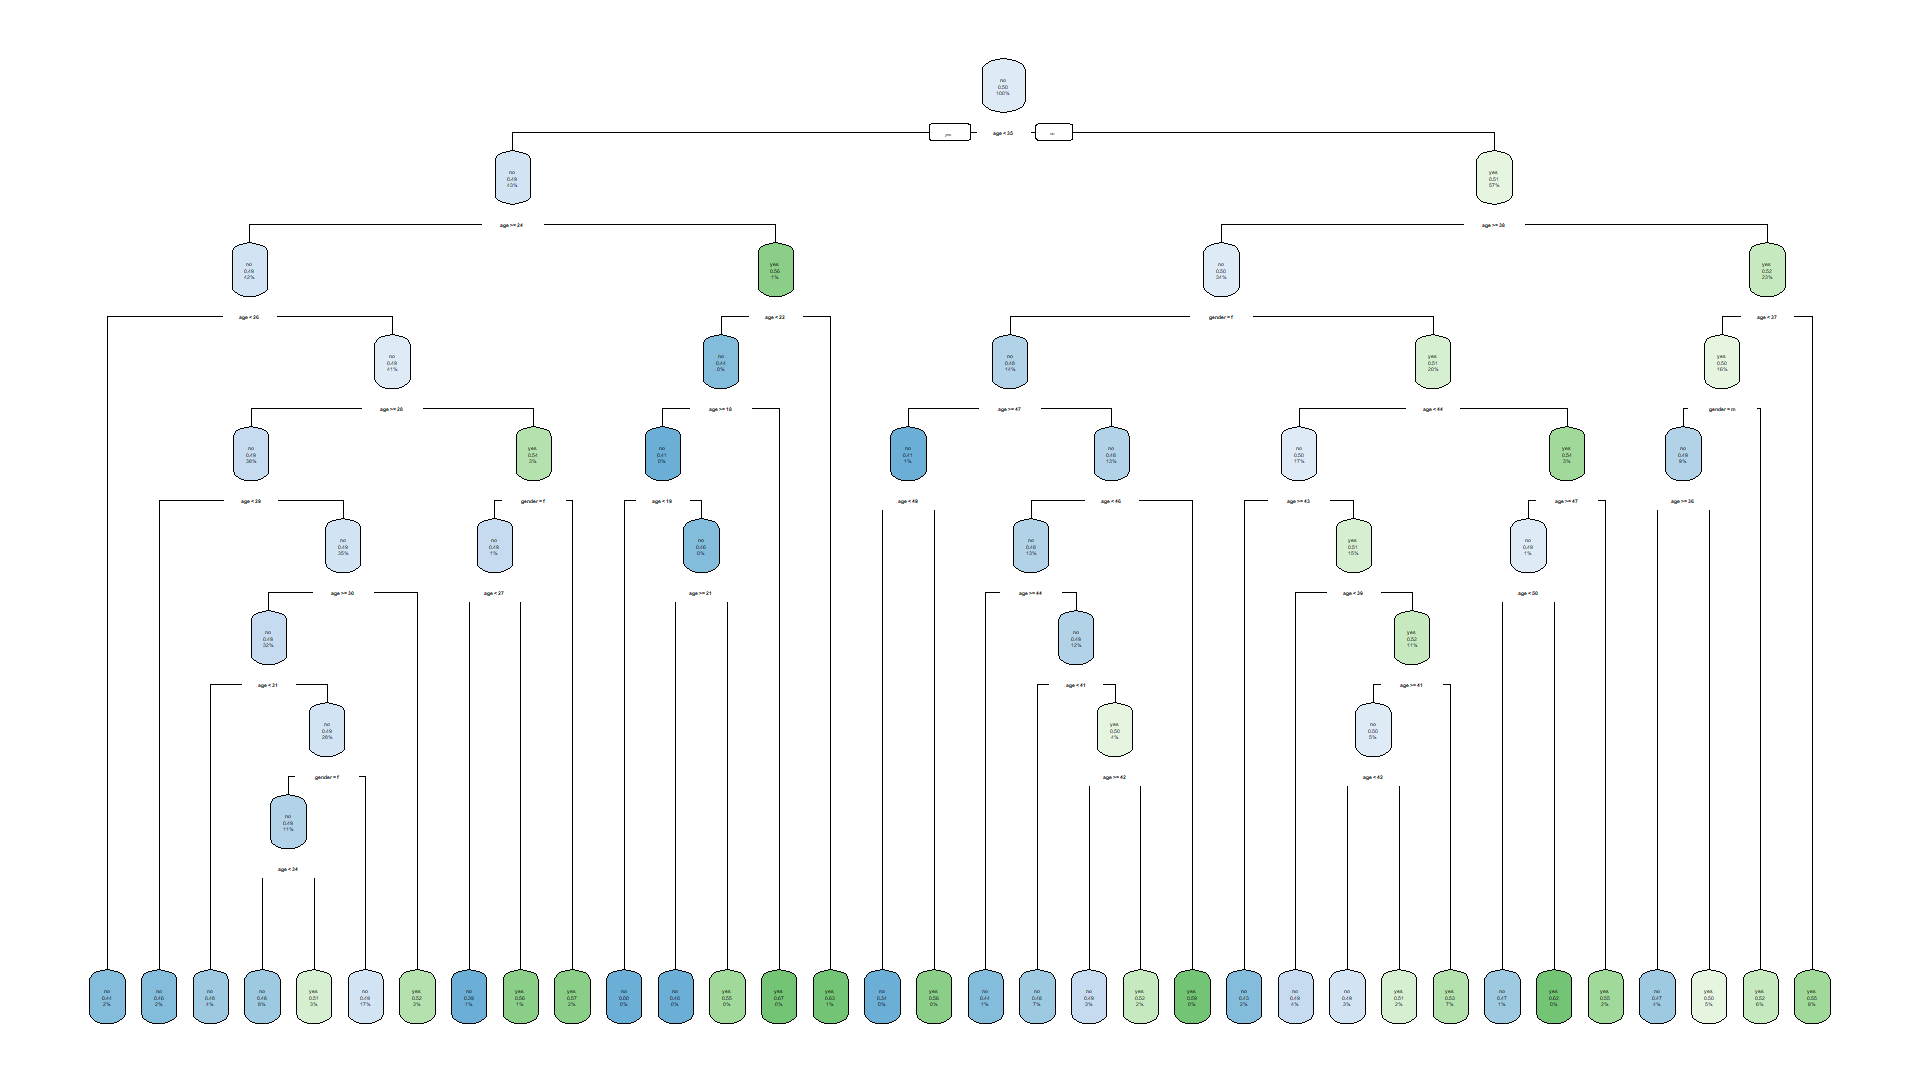 no
0.50
100%
yes
age < 35
no
no
0.49
43%
yes
0.51
57%
age >= 24
age >= 38
no
0.49
42%
yes
0.56
1%
no
0.50
34%
yes
0.52
23%
age < 26
age < 22
gender = f
age < 37
no
0.49
41%
no
0.44
0%
no
0.48
14%
yes
0.51
20%
yes
0.50
16%
age >= 28
age >= 18
age >= 47
age < 44
gender = m
no
0.49
38%
yes
0.54
3%
no
0.41
0%
no
0.41
1%
no
0.48
13%
no
0.50
17%
yes
0.54
3%
no
0.49
9%
age < 29
gender = f
age < 19
age < 49
age < 46
age >= 43
age >= 47
age >= 36
no
0.49
35%
no
0.49
1%
no
0.46
0%
no
0.48
13%
yes
0.51
15%
no
0.49
1%
age >= 30
age < 27
age >= 21
age >= 44
age < 39
age < 50
no
0.49
32%
no
0.49
12%
yes
0.52
11%
age < 31
age < 41
age >= 41
no
0.49
28%
yes
0.50
4%
no
0.50
5%
gender = f
age >= 42
age < 42
no
0.49
11%
age < 34
no
0.44
2%
no
0.46
2%
no
0.48
4%
no
0.48
8%
yes
0.51
3%
no
0.49
17%
yes
0.52
3%
no
0.39
1%
yes
0.56
1%
yes
0.57
2%
no
0.00
0%
no
0.40
0%
yes
0.55
0%
yes
0.67
0%
yes
0.63
1%
no
0.34
0%
yes
0.56
0%
no
0.44
1%
no
0.48
7%
no
0.49
3%
yes
0.52
2%
yes
0.58
0%
no
0.43
2%
no
0.49
4%
no
0.49
3%
yes
0.51
2%
yes
0.53
7%
no
0.47
1%
yes
0.62
0%
yes
0.55
2%
no
0.47
4%
yes
0.50
5%
yes
0.52
6%
yes
0.55
8%